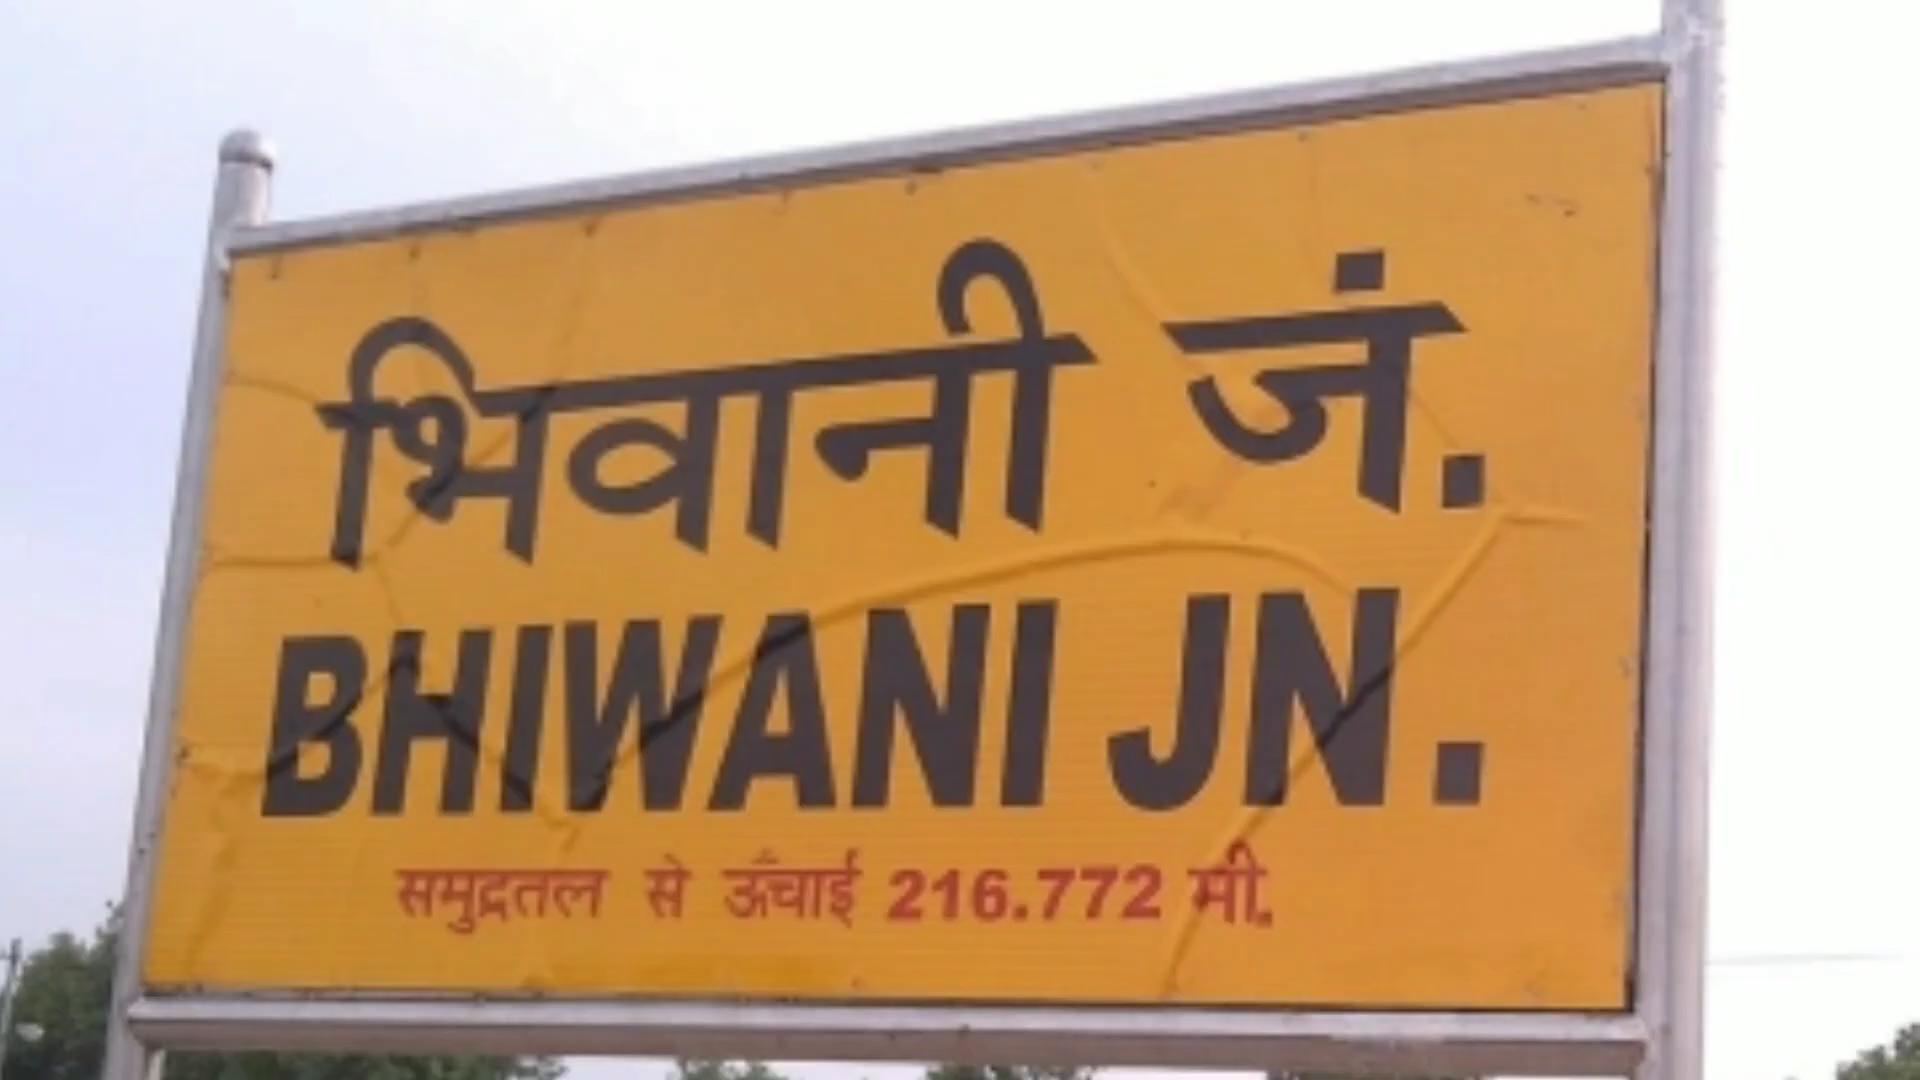 भिवानी जं.
BHIWANI JN.
समुद्रतल से ऊँचाई 216.772 मी.